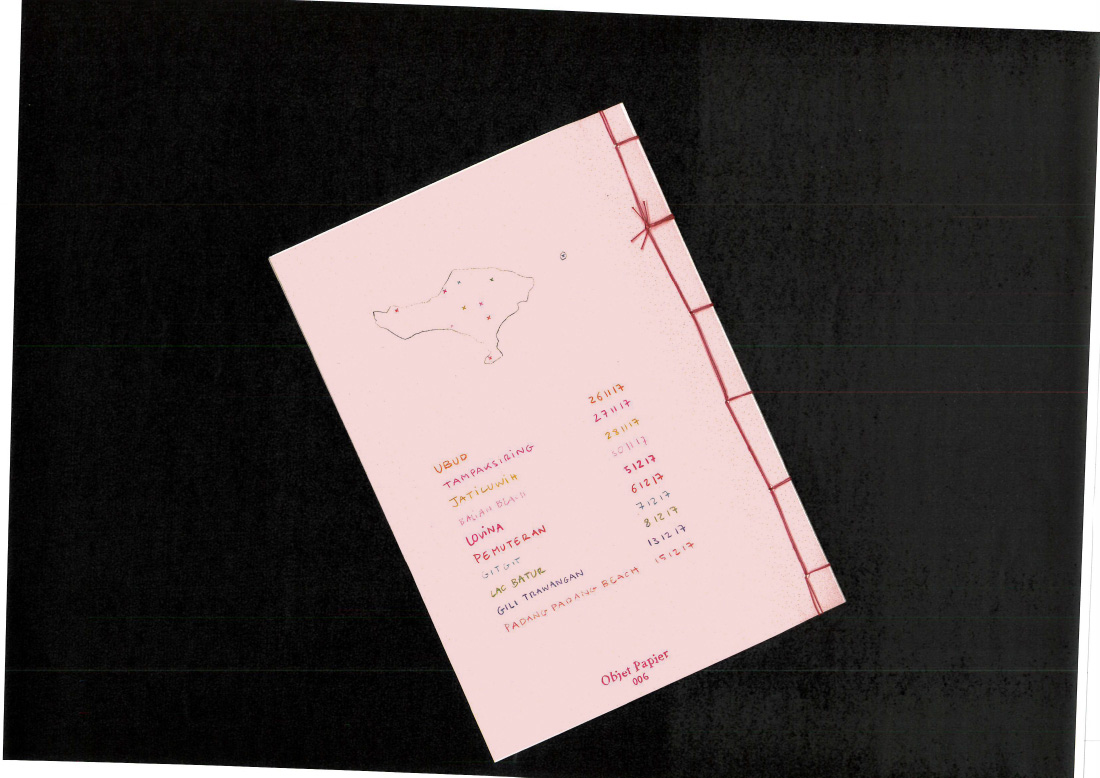 UBUD 26 11 17
TAMPAKSIRING 27 11 17
JATILUWIH 28 11 17
BALIAN BEACH 30 11 17
LOVINA 5 12 17
PEMUTERAN 6 12 17
GITGIT 7 12 17
LAC BATUR 8 12 17
GILI TRAWANGAN 13 12 17
PADANG PADANG BEACH 15 12 17
Objet Papier
006